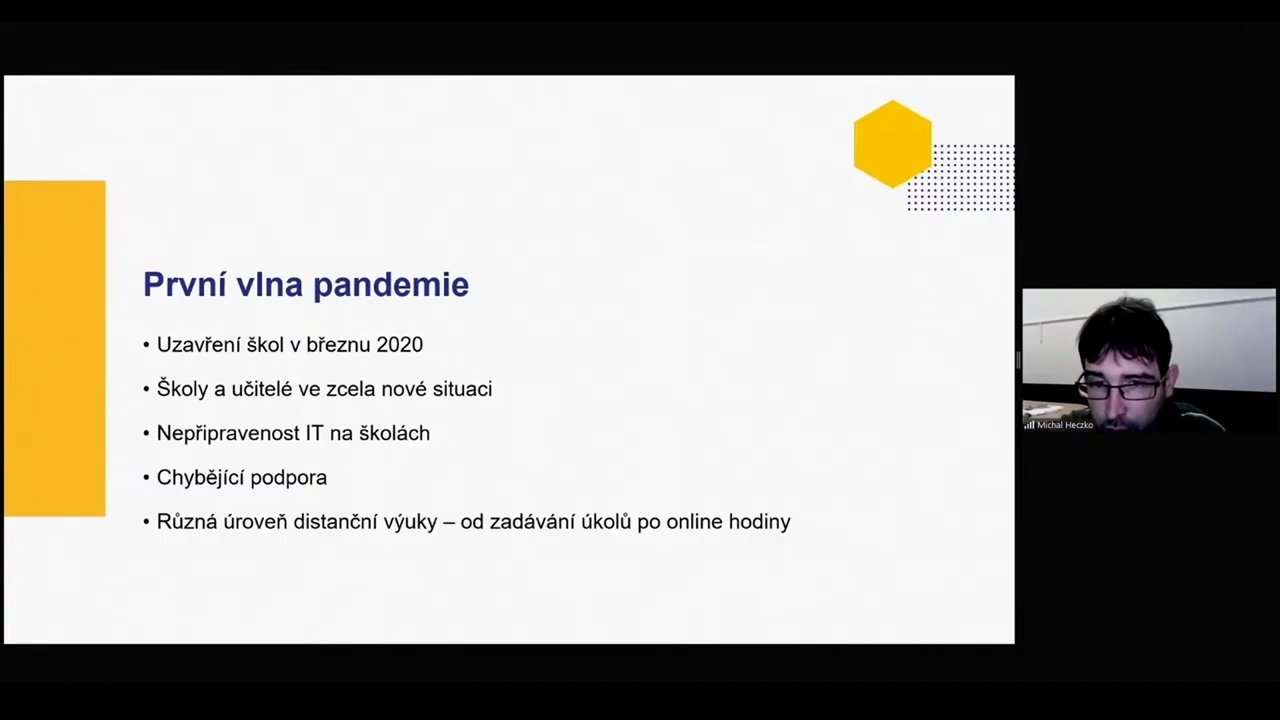 První vlna pandemie
• Uzavření škol v březnu 2020
• Školy a učitelé ve zcela nové situaci
• Nepřipravenost IT na školách
• Chybějící podpora
• Různá úroveň distanční výuky – od zadávání úkolů po online hodiny
Michal Heczko